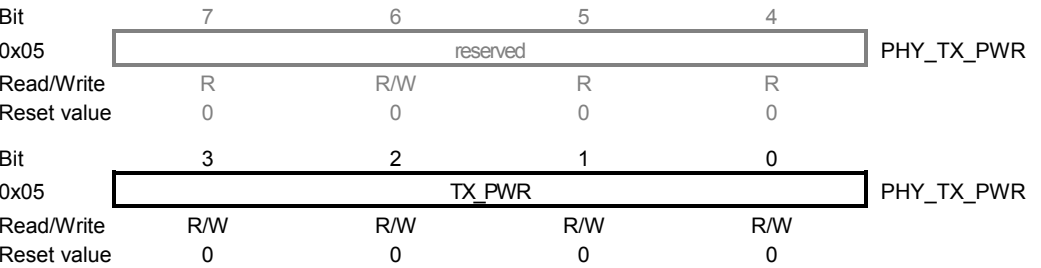 Bit 7 6 5 4
0x05 reserved PHY_TX_PWR
Read/Write R R/W R R
Reset value 0 0 0 0
Bit 3 2 1 0
0x05 TX_PWR PHY_TX_PWR
Read/Write R/W R/W R/W R/W
Reset value 0 0 0 0